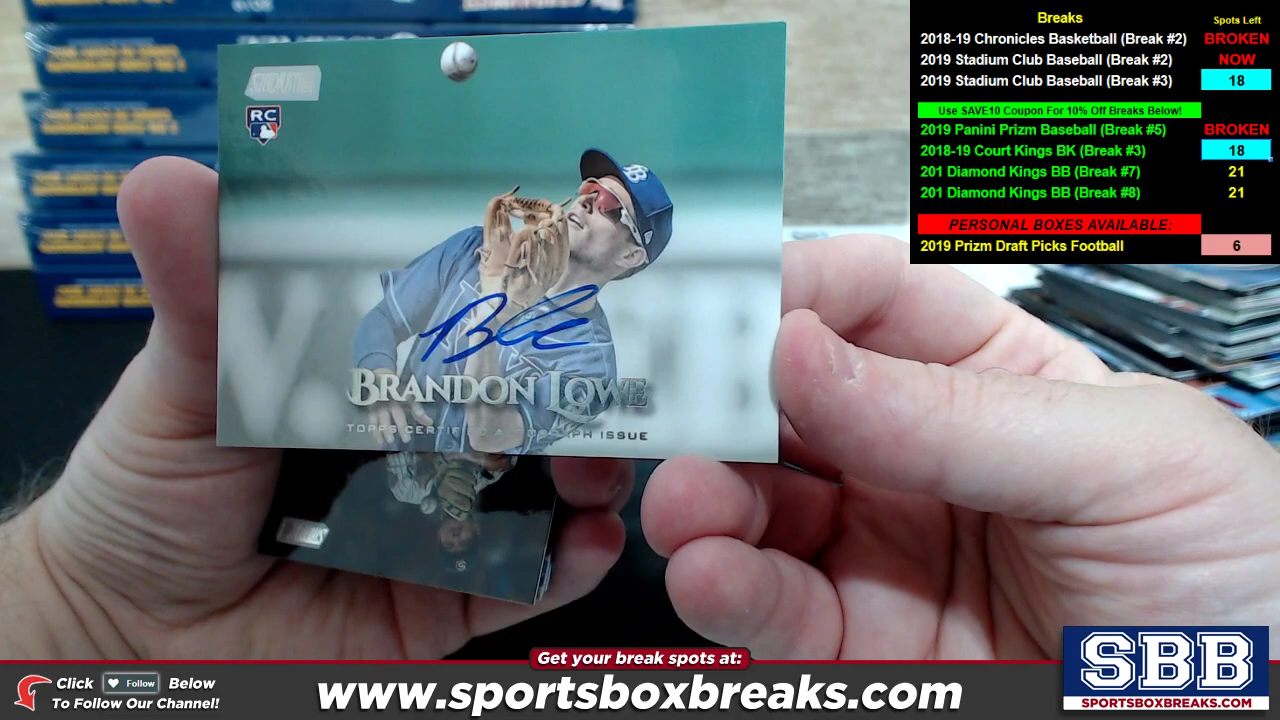 STADIUM
RC
TB
BRANDON LOWE
TOPPS CERTIFIED AUTOGRAPH ISSUE
S
Breaks Spots Left
2018-19 Chronicles Basketball (Break #2) BROKEN
2019 Stadium Club Baseball (Break #2) NOW
2019 Stadium Club Baseball (Break #3) 18
Use SAVE10 Coupon For 10% Off Breaks Below!
2019 Panini Prizm Baseball (Break #5) BROKEN
2018-19 Court Kings BK (Break #3) 18
201 Diamond Kings BB (Break #7) 21
201 Diamond Kings BB (Break #8) 21
PERSONAL BOXES AVAILABLE:
2019 Prizm Draft Picks Football 6
Get your break spots at:
Click Follow Below
To Follow Our Channel!
www.sportsboxbreaks.com
SBB
SPORTSBOXBREAKS.COM